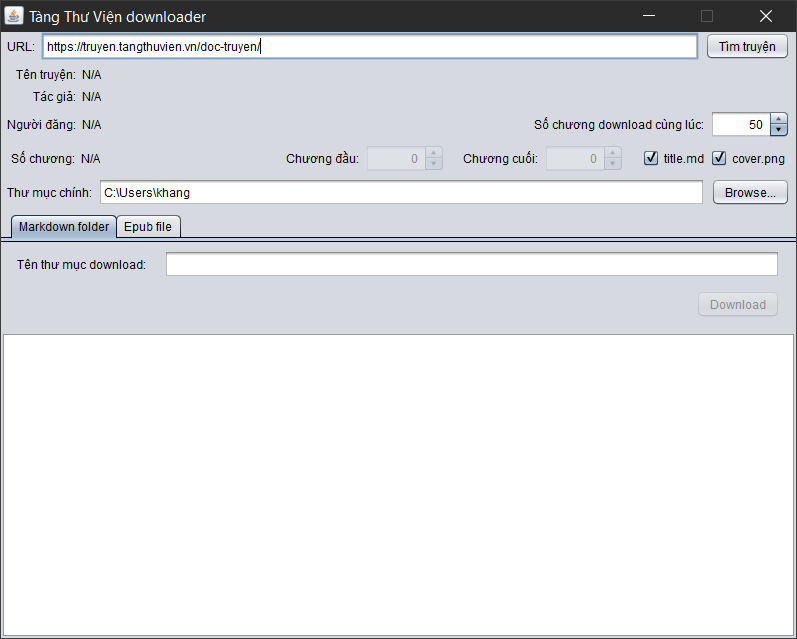 Tàng Thư Viện downloader
URL: https://truyen.tangthuvien.vn/doc-truyen/ Tìm truyện
Tên truyện: N/A
Tác giả: N/A
Người đăng: N/A Số chương download cùng lúc: 50
Số chương: N/A Chương đầu: 0 Chương cuối: 0 title.md cover.png
Thư mục chính: C:\Users\khang Browse...
Markdown folder Epub file
Tên thư mục download:
Download